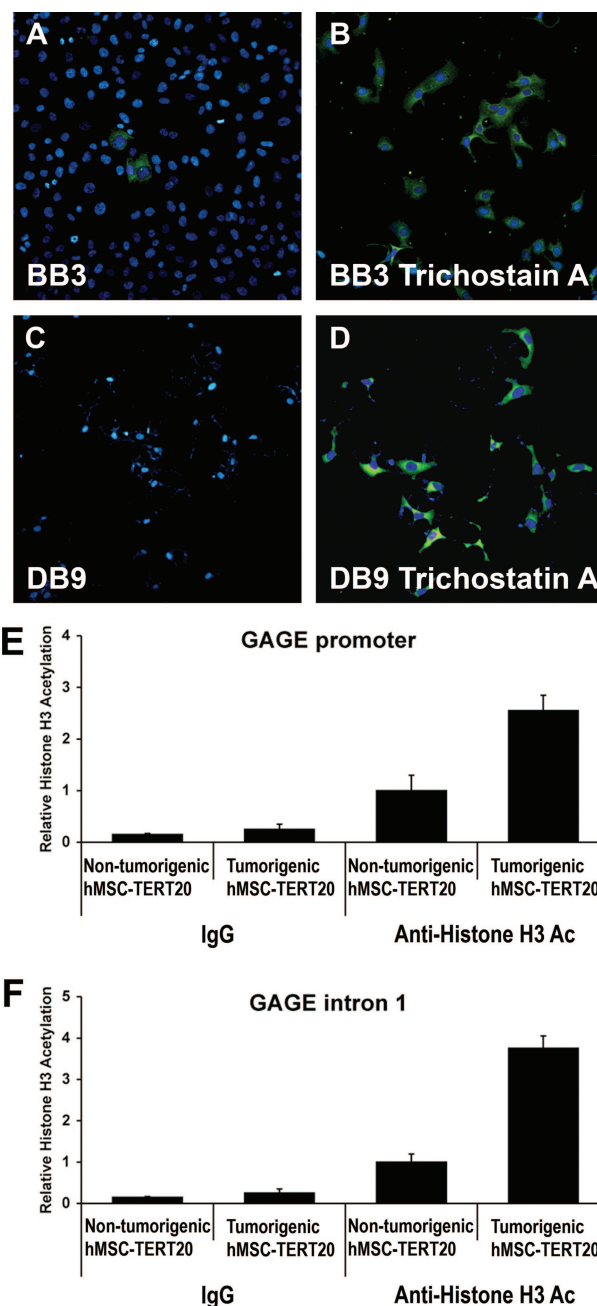 A
BB3
B
BB3 Trichostain A
C
DB9
D
DB9 Trichostatin A
E
GAGE promoter
Relative Histone H3 Acetylation
4
3
2
1
0
Non-tumorigenic
hMSC-TERT20
Tumorigenic
hMSC-TERT20
Non-tumorigenic
hMSC-TERT20
Tumorigenic
hMSC-TERT20
IgG
Anti-Histone H3 Ac
F
GAGE intron 1
Relative Histone H3 Acetylation
5
4
3
2
1
0
Non-tumorigenic
hMSC-TERT20
Tumorigenic
hMSC-TERT20
Non-tumorigenic
hMSC-TERT20
Tumorigenic
hMSC-TERT20
IgG
Anti-Histone H3 Ac